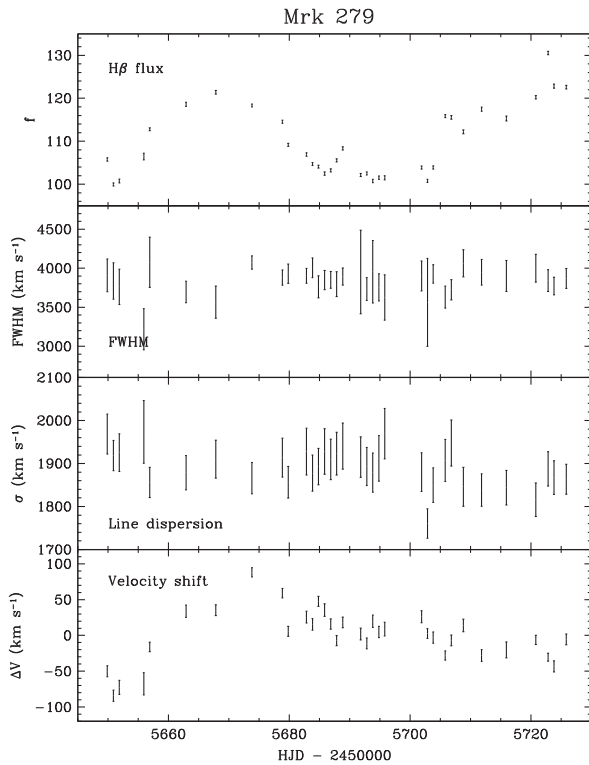 Mrk 279
130
120
110
100
f
Hβ flux
4500
4000
3500
3000
FWHM (km s⁻¹)
FWHM
2100
2000
1900
1800
1700
σ (km s⁻¹)
Line dispersion
100
50
0
−50
−100
ΔV (km s⁻¹)
Velocity shift
5660 5680 5700 5720
HJD − 2450000